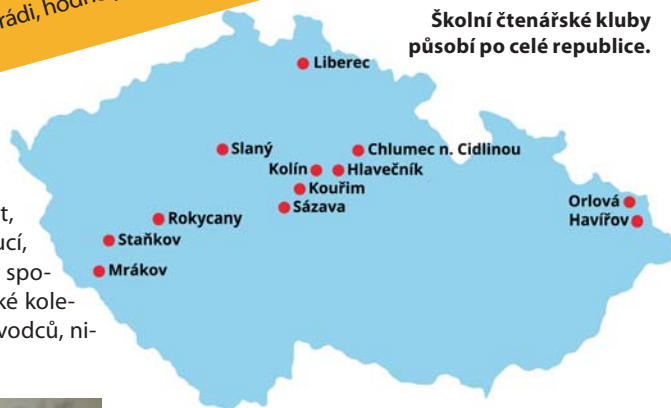 rádi,
Školní čtenářské kluby
působí po celé republice.
Liberec
Slaný
Chlumec n. Cidlinou
Kolín
Hlavečník
Kouřim
Sázava
Orlová
Havířov
Rokycany
Staňkov
Mrákov
t,
ucí,
spo-
ké kole-
vodců, ni-